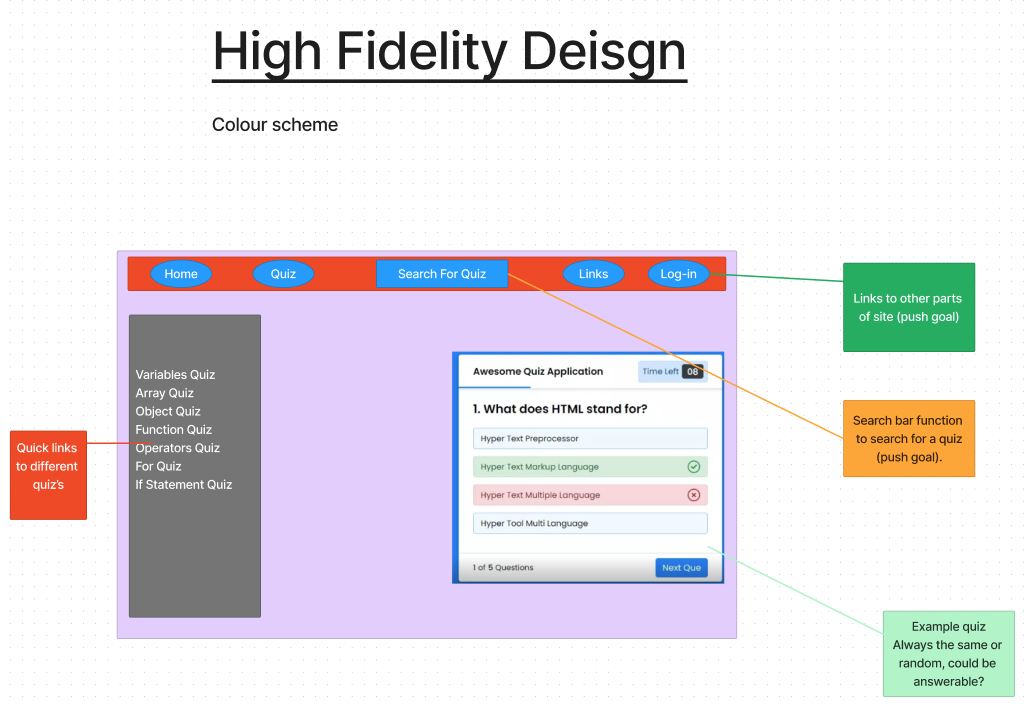 High Fidelity Deisgn
Colour scheme
Home
Quiz
Search For Quiz
Links
Log-in
Links to other parts
of site (push goal)
Variables Quiz
Array Quiz
Object Quiz
Function Quiz
Operators Quiz
For Quiz
If Statement Quiz
Quick links
to different
quiz's
Awesome Quiz Application
Time Left 08
1. What does HTML stand for?
Hyper Text Preprocessor
Hyper Text Markup Language
Hyper Text Multiple Language
Hyper Tool Multi Language
1 of 5 Questions
Next Que
Search bar function
to search for a quiz
(push goal).
Example quiz
Always the same or
random, could be
answerable?